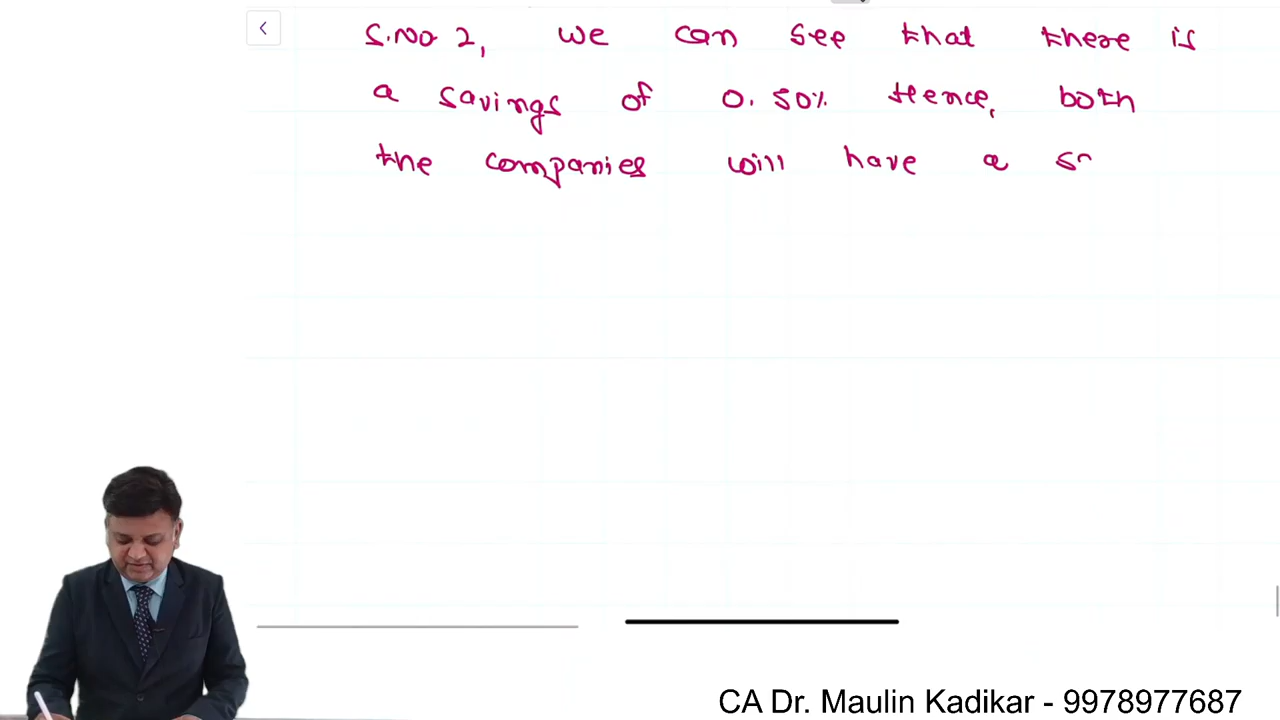 S.No 2, we can see that there is
a savings of 0.50% Hence, both
the companies will have a
CA Dr. Maulin Kadikar - 9978977687